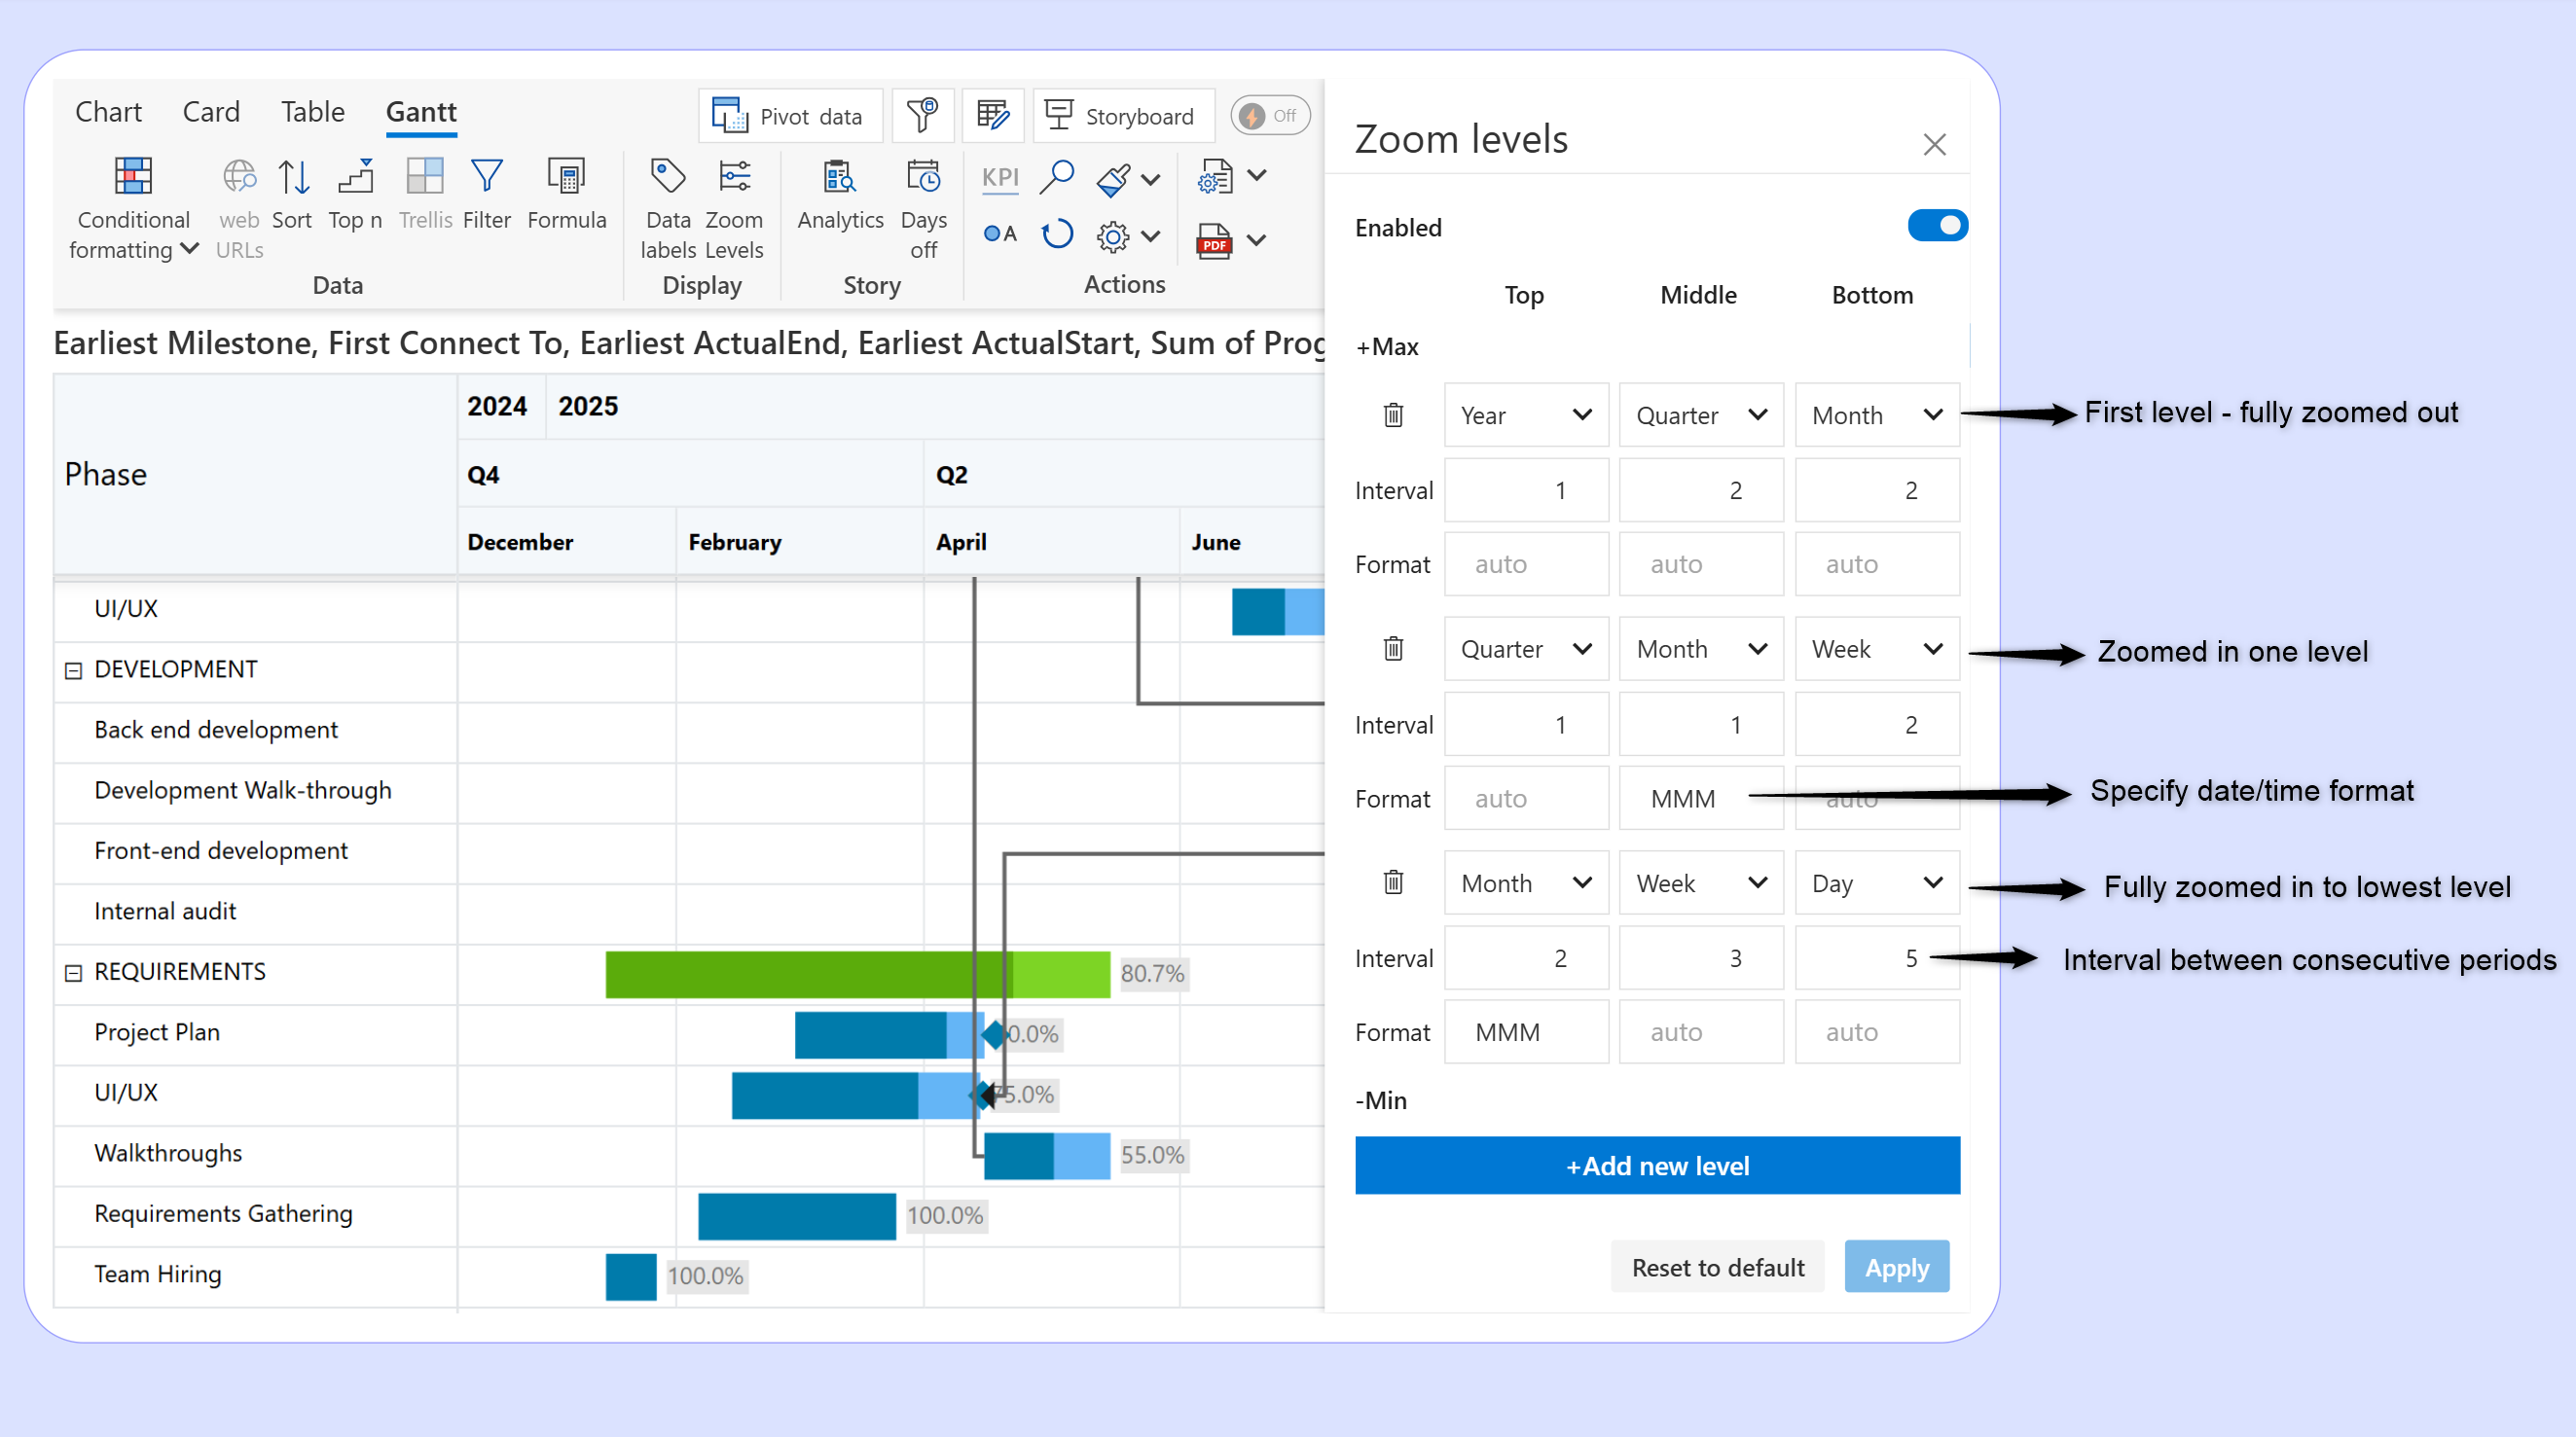 Chart Card Table Gantt
Pivot data Storyboard Off
Conditional formatting
web URLs
Sort
Top n
Trellis
Filter
Formula
Data
Data labels
Zoom Levels
Display
Analytics
Days off
Story
KPI
A
PDF
Actions
Earliest Milestone, First Connect To, Earliest ActualEnd, Earliest ActualStart, Sum of Prog
Phase
2024 2025
Q4 Q2
December February April June
UI/UX
DEVELOPMENT
Back end development
Development Walk-through
Front-end development
Internal audit
REQUIREMENTS 80.7%
Project Plan 0.0%
UI/UX 75.0%
Walkthroughs 55.0%
Requirements Gathering 100.0%
Team Hiring 100.0%
Zoom levels
Enabled
Top Middle Bottom
+Max
Year Quarter Month
First level - fully zoomed out
Interval 1 2 2
Format auto auto auto
Quarter Month Week
Zoomed in one level
Interval 1 1 2
Format auto MMM auto
Specify date/time format
Month Week Day
Fully zoomed in to lowest level
Interval 2 3 5
Interval between consecutive periods
Format MMM auto auto
-Min
+Add new level
Reset to default Apply